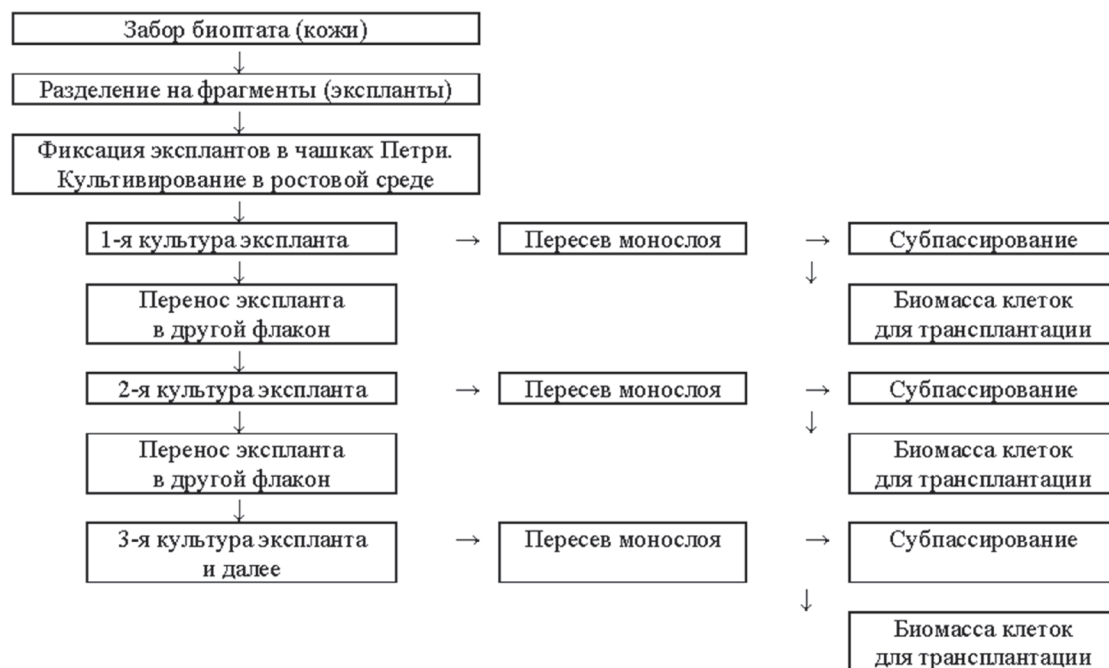 Забор биоптата (кожи)
↓
Разделение на фрагменты (экспланты)
↓
Фиксация эксплантов в чашках Петри.
Культивирование в ростовой среде
↓
1-я культура экспланта → Пересев монослоя → Субпассирование
↓ ↓
Перенос экспланта
в другой флакон
Биомасса клеток
для трансплантации
↓
2-я культура экспланта → Пересев монослоя → Субпассирование
↓ ↓
Перенос экспланта
в другой флакон
Биомасса клеток
для трансплантации
↓
3-я культура экспланта
и далее
→ Пересев монослоя → Субпассирование
↓
Биомасса клеток
для трансплантации